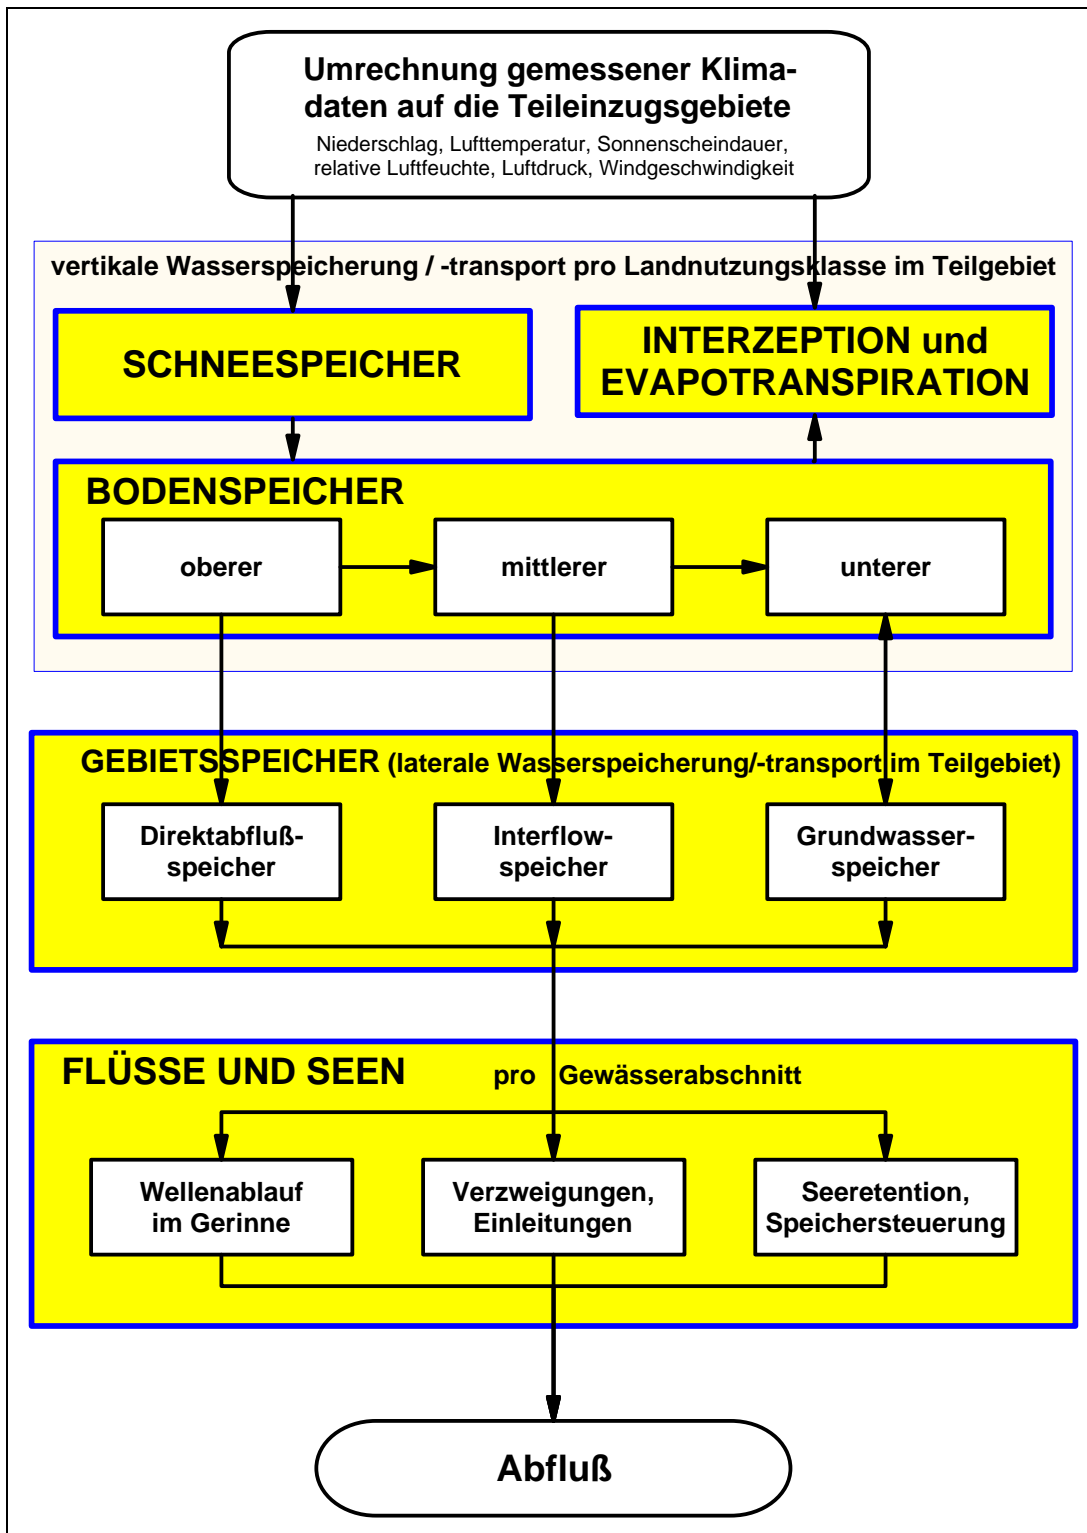 Umrechnung gemessener Klima-
daten auf die Teileinzugsgebiete
Niederschlag, Lufttemperatur, Sonnenscheindauer,
relative Luftfeuchte, Luftdruck, Windgeschwindigkeit
vertikale Wasserspeicherung / -transport pro Landnutzungsklasse im Teilgebiet
SCHNEESPEICHER
INTERZEPTION und
EVAPOTRANSPIRATION
BODENSPEICHER
oberer
mittlerer
unterer
GEBIETSSPEICHER (laterale Wasserspeicherung/-transport im Teilgebiet)
Direktabfluß-
speicher
Interflow-
speicher
Grundwasser-
speicher
FLÜSSE UND SEEN pro Gewässerabschnitt
Wellenablauf
im Gerinne
Verzweigungen,
Einleitungen
Seeretention,
Speichersteuerung
Abfluß